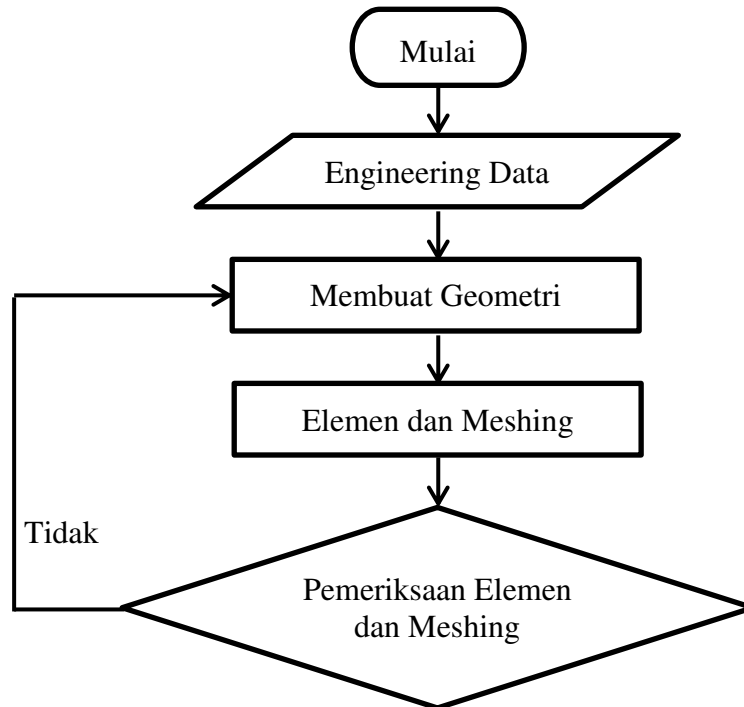 Mulai
Engineering Data
Membuat Geometri
Elemen dan Meshing
Tidak
Pemeriksaan Elemen
dan Meshing